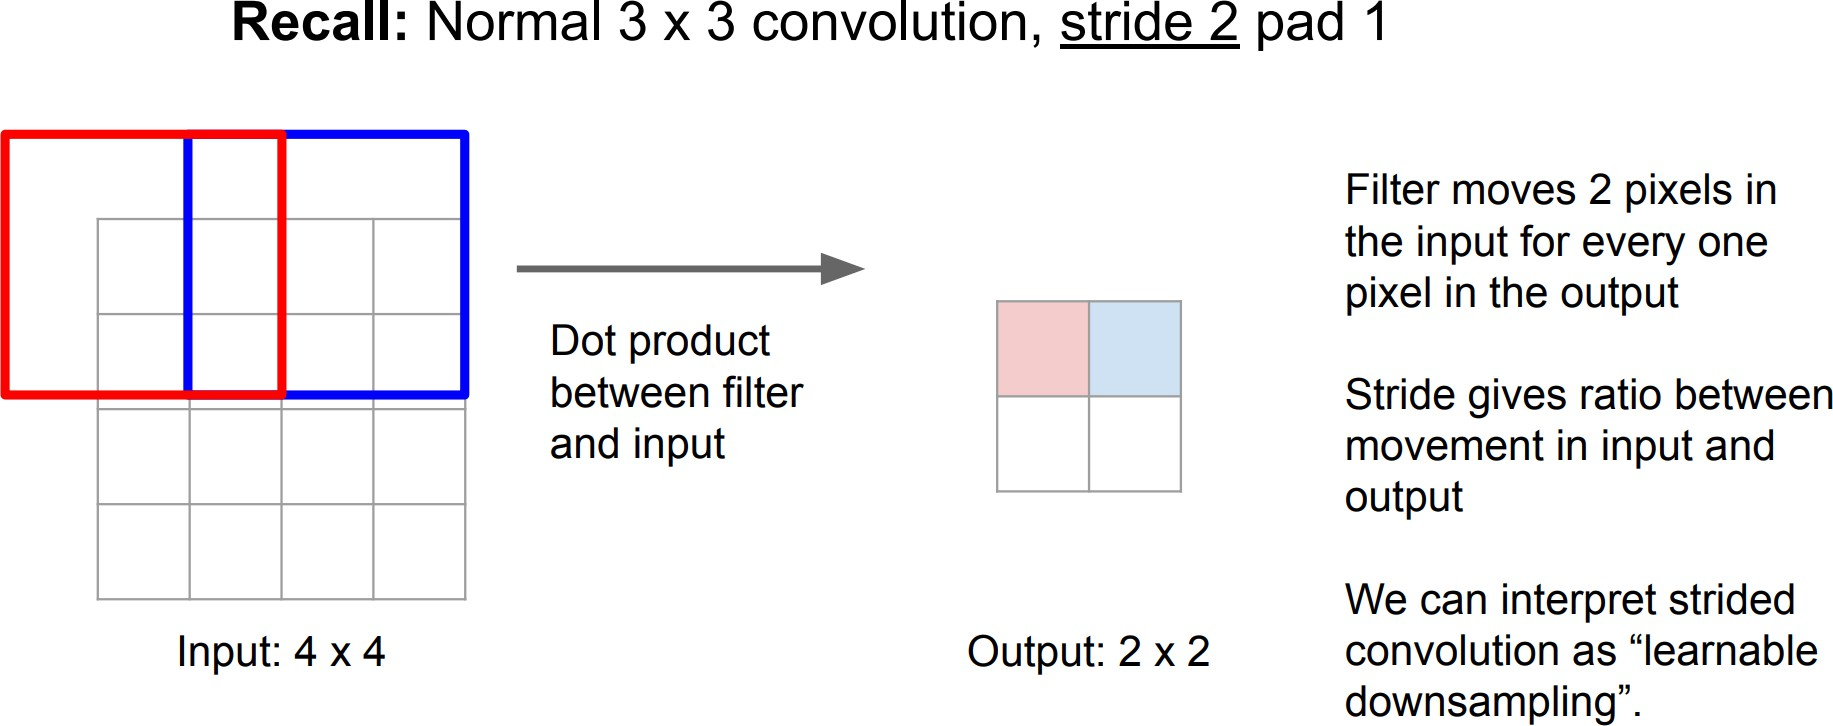 Recall: Normal 3 x 3 convolution, stride 2 pad 1
Dot product
between filter
and input
Input: 4 x 4
Output: 2 x 2
Filter moves 2 pixels in
the input for every one
pixel in the output
Stride gives ratio between
movement in input and
output
We can interpret strided
convolution as “learnable
downsampling”.